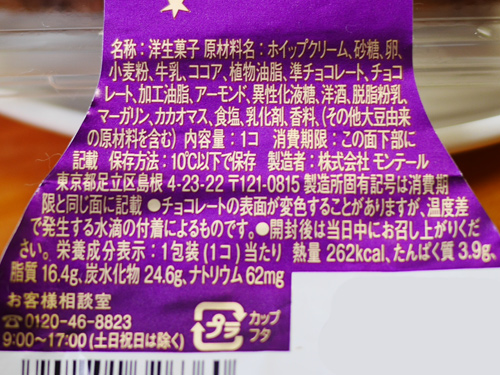 名称:洋生菓子 原材料名:ホイップクリーム、砂糖、卵、
小麦粉、牛乳、ココア、植物油脂、準チョコレート、チョコ
レート、加工油脂、アーモンド、異性化液糖、洋酒、脱脂粉乳、
マーガリン、カカオマス、食塩、乳化剤、香料、(その他大豆由来
の原材料を含む) 内容量:1コ 消費期限:この面下部に
記載 保存方法:10℃以下で保存 製造者:株式会社 モンテール
東京都足立区島根 4-23-22 〒121-0815 製造所固有記号は消費期
限と同じ面に記載 ●チョコレートの表面が変色することがありますが、温度差
で発生する水滴の付着によるものです。●開封後は当日中にお召し上がりくだ
さい。栄養成分表示:1包装(1コ)当たり 熱量 262kcal、たんぱく質 3.9g、
脂質 16.4g、炭水化物 24.6g、ナトリウム 62mg
お客様相談室
☎0120-46-8823
9:00~17:00 (土日祝日は除く)
プラ
カップ
フタ